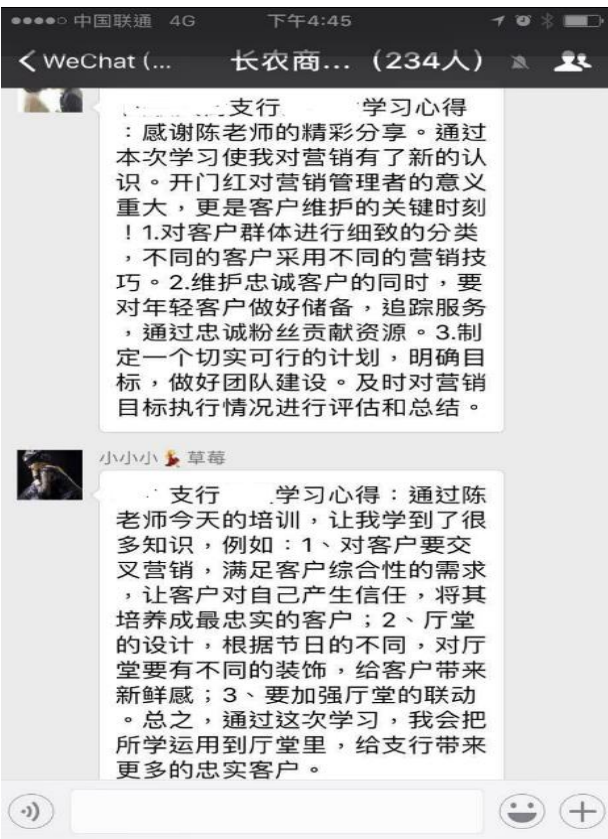 中国联通 4G 下午4:45
WeChat (... 长农商... (234人)
支行 学习心得
：感谢陈老师的精彩分享。通过
本次学习使我对营销有了新的认
识。开门红对营销管理者的意义
重大，更是客户维护的关键时刻
！1.对客户群体进行细致的分类
，不同的客户采用不同的营销技
巧。2.维护忠诚客户的同时，要
对年轻客户做好储备，追踪服务
，通过忠诚粉丝贡献资源。3.制
定一个切实可行的计划，明确目
标，做好团队建设。及时对营销
目标执行情况进行评估和总结。
小小小💃草莓
支行 学习心得：通过陈
老师今天的培训，让我学到了很
多知识，例如：1、对客户要交
叉营销，满足客户综合性的需求
，让客户对自己产生信任，将其
培养成最忠实的客户；2、厅堂
的设计，根据节日的不同，对厅
堂要有不同的装饰，给客户带来
新鲜感；3、要加强厅堂的联动
。总之，通过这次学习，我会把
所学运用到厅堂里，给支行带来
更多的忠实客户。